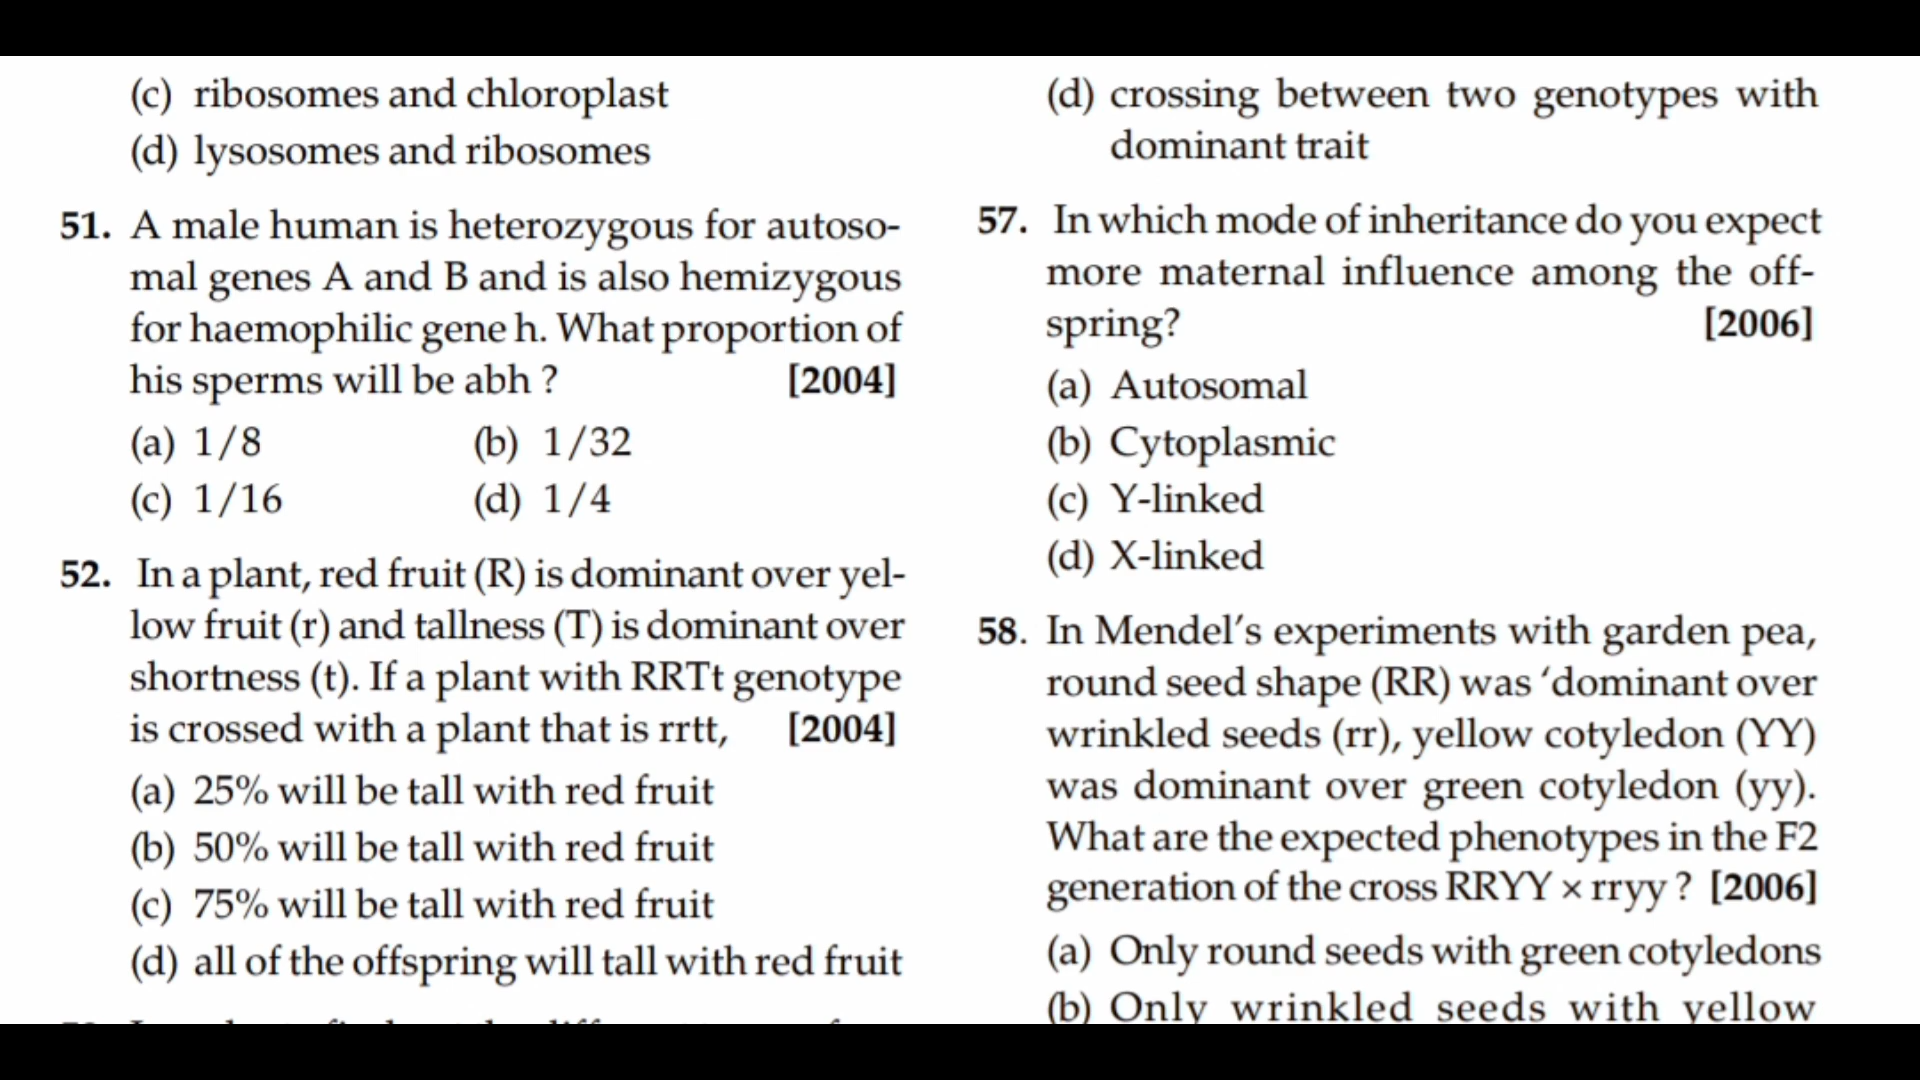 (c) ribosomes and chloroplast
(d) lysosomes and ribosomes
51. A male human is heterozygous for autoso-
mal genes A and B and is also hemizygous
for haemophilic gene h. What proportion of
his sperms will be abh ? [2004]
(a) 1/8 (b) 1/32
(c) 1/16 (d) 1/4
52. In a plant, red fruit (R) is dominant over yel-
low fruit (r) and tallness (T) is dominant over
shortness (t). If a plant with RRTt genotype
is crossed with a plant that is rrtt, [2004]
(a) 25% will be tall with red fruit
(b) 50% will be tall with red fruit
(c) 75% will be tall with red fruit
(d) all of the offspring will tall with red fruit
(d) crossing between two genotypes with
dominant trait
57. In which mode of inheritance do you expect
more maternal influence among the off-
spring? [2006]
(a) Autosomal
(b) Cytoplasmic
(c) Y-linked
(d) X-linked
58. In Mendel's experiments with garden pea,
round seed shape (RR) was 'dominant over
wrinkled seeds (rr), yellow cotyledon (YY)
was dominant over green cotyledon (yy).
What are the expected phenotypes in the F2
generation of the cross RRYY × rryy ? [2006]
(a) Only round seeds with green cotyledons
(b) Only wrinkled seeds with yellow